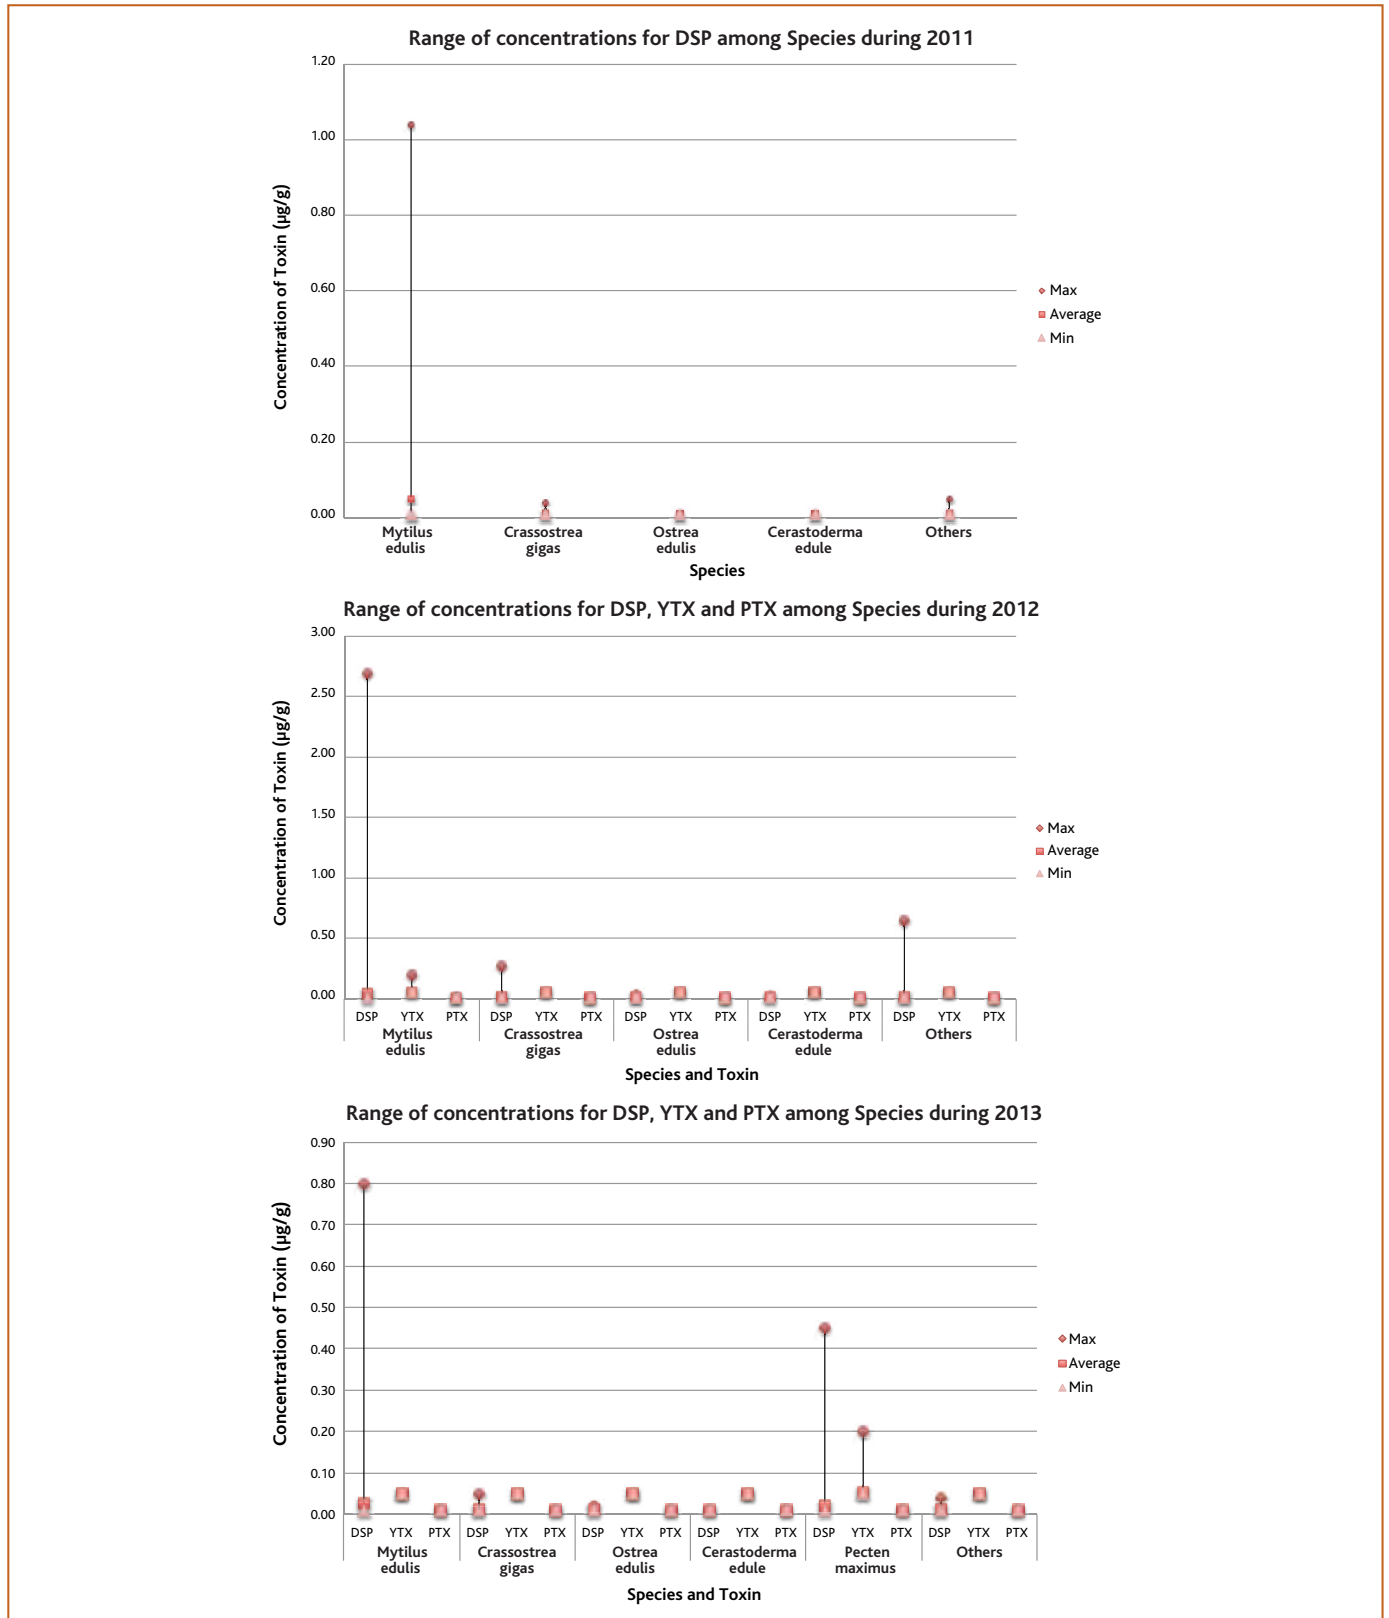 Range of concentrations for DSP among Species during 2011
1.20
1.00
0.80
0.60
0.40
0.20
0.00
Concentration of Toxin (µg/g)
Max
Average
Min
Mytilus
edulis
Crassostrea
gigas
Ostrea
edulis
Cerastoderma
edule
Others
Species
Range of concentrations for DSP, YTX and PTX among Species during 2012
3.00
2.50
2.00
1.50
1.00
0.50
0.00
Concentration of Toxin (µg/g)
Max
Average
Min
DSP YTX PTX DSP YTX PTX DSP YTX PTX DSP YTX PTX DSP YTX PTX
Mytilus
edulis
Crassostrea
gigas
Ostrea
edulis
Cerastoderma
edule
Others
Species and Toxin
Range of concentrations for DSP, YTX and PTX among Species during 2013
0.90
0.80
0.70
0.60
0.50
0.40
0.30
0.20
0.10
0.00
Concentration of Toxin (µg/g)
Max
Average
Min
DSP YTX PTX DSP YTX PTX DSP YTX PTX DSP YTX PTX DSP YTX PTX DSP YTX PTX
Mytilus
edulis
Crassostrea
gigas
Ostrea
edulis
Cerastoderma
edule
Pecten
maximus
Others
Species and Toxin